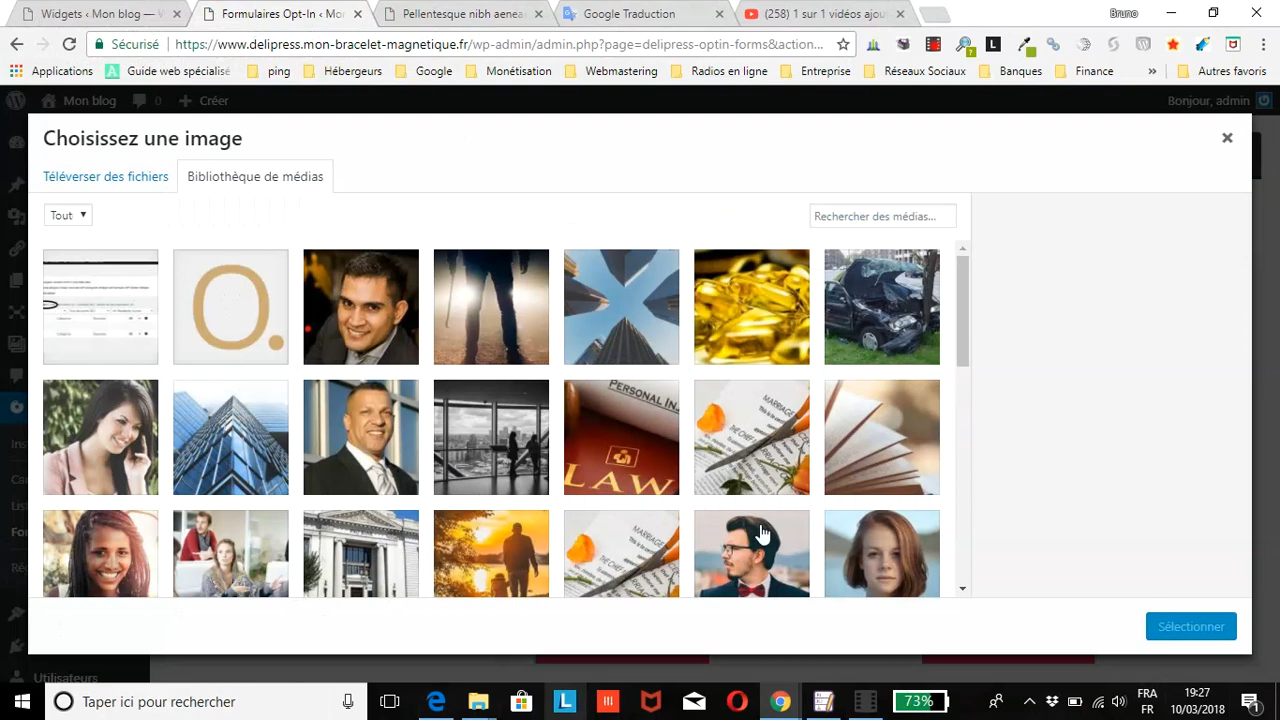 Widgets ‹ Mon blog — V
Formulaires Opt-In ‹ Mon
Pellentesque nibh aenea
Google Traduction
(258) 1 sur 1 vidéos ajou
Bruno
Sécurisé
https://www.delipress.mon-bracelet-magnetique.fr/wp-admin/admin.php?page=delipress-optin-forms&action...
Applications
Guide web spécialisé
ping
Hébergeurs
Google
Monétisation
Webmastering
Radios en ligne
Entreprise
Réseaux Sociaux
Banques
Finance
»
Autres favoris
Mon blog
0
Créer
Bonjour, admin
Choisissez une image
Téléverser des fichiers
Bibliothèque de médias
Tout
Rechercher des médias...
O.
PERSONAL INJ
LAW
MARRIAGE
MARRIAGE
Sélectionner
Utilisateurs
Taper ici pour rechercher
73%
FRA
FR
19:27
10/03/2018
1